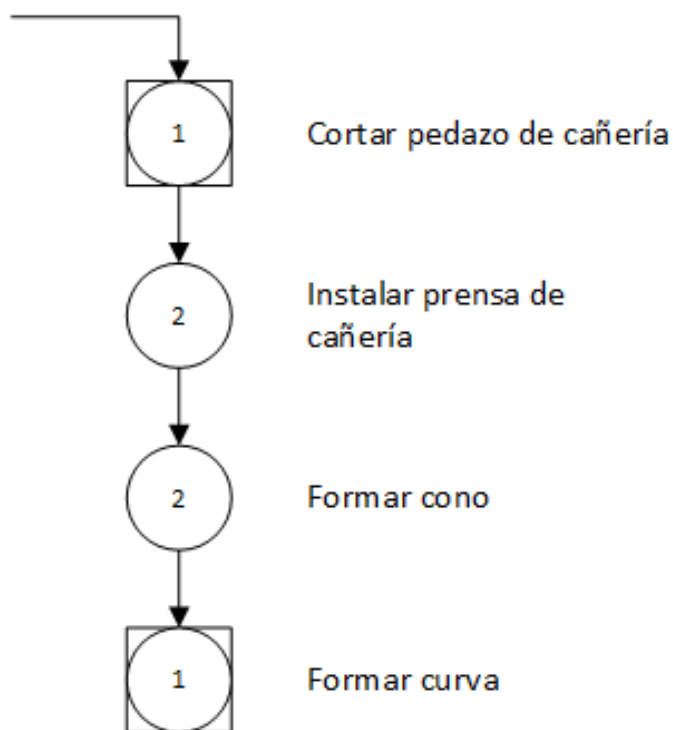 1
Cortar pedazo de cañería
2
Instalar prensa de
cañería
2
Formar cono
1
Formar curva